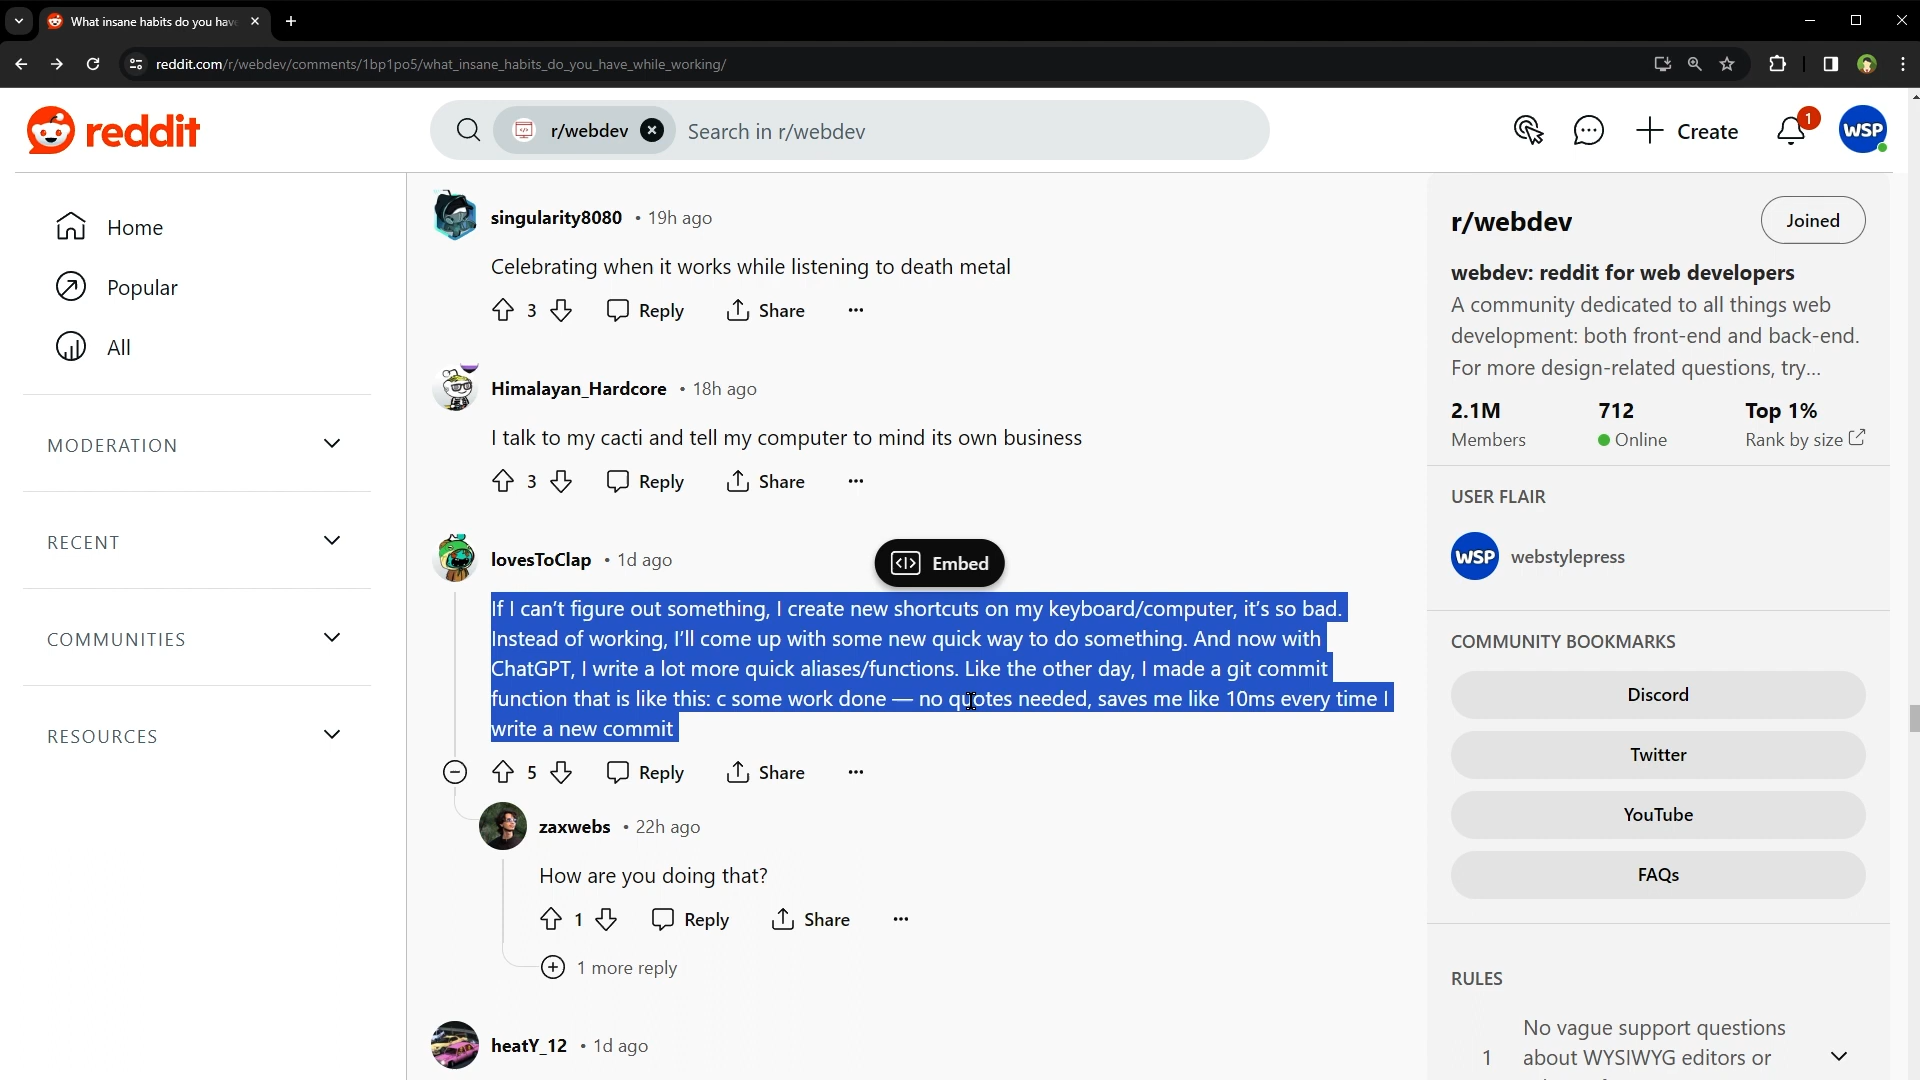 What insane habits do you hav
reddit.com/r/webdev/comments/1bp1po5/what_insane_habits_do_you_have_while_working/
reddit
r/webdev
Search in r/webdev
Create
1
WSP
Home
Popular
All
MODERATION
RECENT
COMMUNITIES
RESOURCES
singularity8080 • 19h ago
Celebrating when it works while listening to death metal
3 Reply Share
Himalayan_Hardcore • 18h ago
I talk to my cacti and tell my computer to mind its own business
3 Reply Share
lovesToClap • 1d ago
Embed
If I can't figure out something, I create new shortcuts on my keyboard/computer, it's so bad.
Instead of working, I'll come up with some new quick way to do something. And now with
ChatGPT, I write a lot more quick aliases/functions. Like the other day, I made a git commit
function that is like this: c some work done — no quotes needed, saves me like 10ms every time I
write a new commit
5 Reply Share
zaxwebs • 22h ago
How are you doing that?
1 Reply Share
1 more reply
heatY_12 • 1d ago
r/webdev
Joined
webdev: reddit for web developers
A community dedicated to all things web
development: both front-end and back-end.
For more design-related questions, try...
2.1M 712 Top 1%
Members Online Rank by size
USER FLAIR
WSP webstylepress
COMMUNITY BOOKMARKS
Discord
Twitter
YouTube
FAQs
RULES
No vague support questions
1 about WYSIWYG editors or